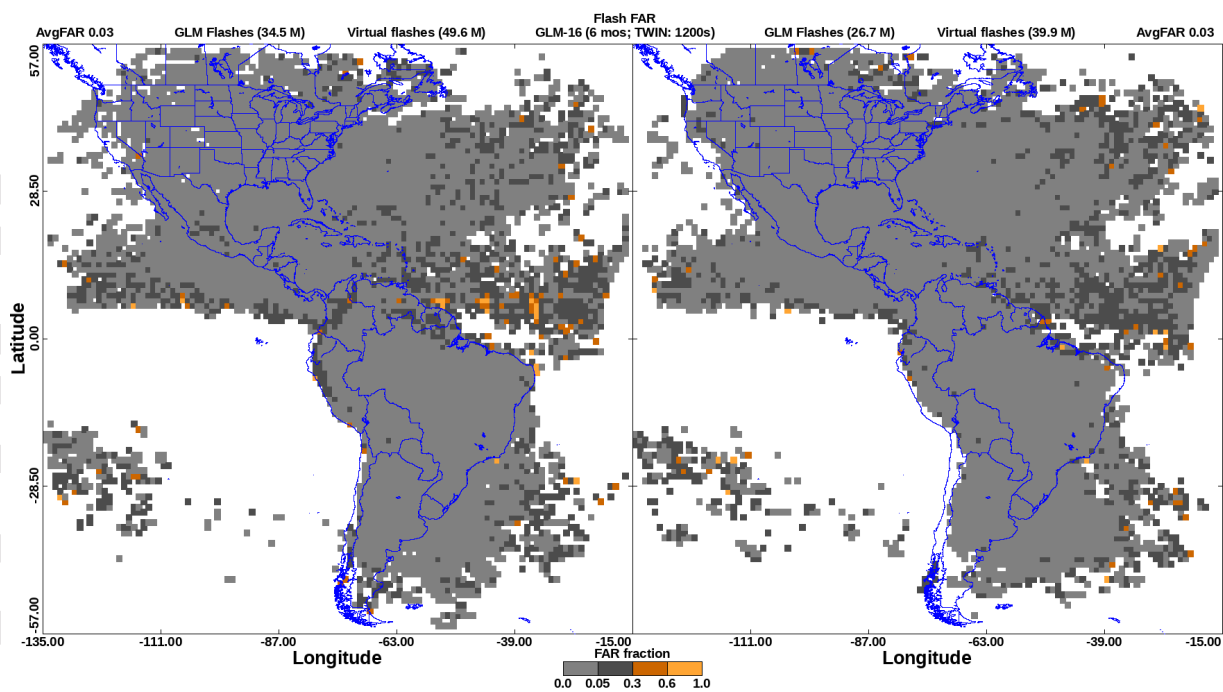 Flash FAR
AvgFAR 0.03 GLM Flashes (34.5 M) Virtual flashes (49.6 M) GLM-16 (6 mos; TWIN: 1200s) GLM Flashes (26.7 M) Virtual flashes (39.9 M) AvgFAR 0.03
57.00
28.50
0.00
-28.50
-57.00
Latitude
-135.00 -111.00 -87.00 -63.00 -39.00 -15.00 -111.00 -87.00 -63.00 -39.00 -15.00
Longitude Longitude
FAR fraction
0.0 0.05 0.3 0.6 1.0